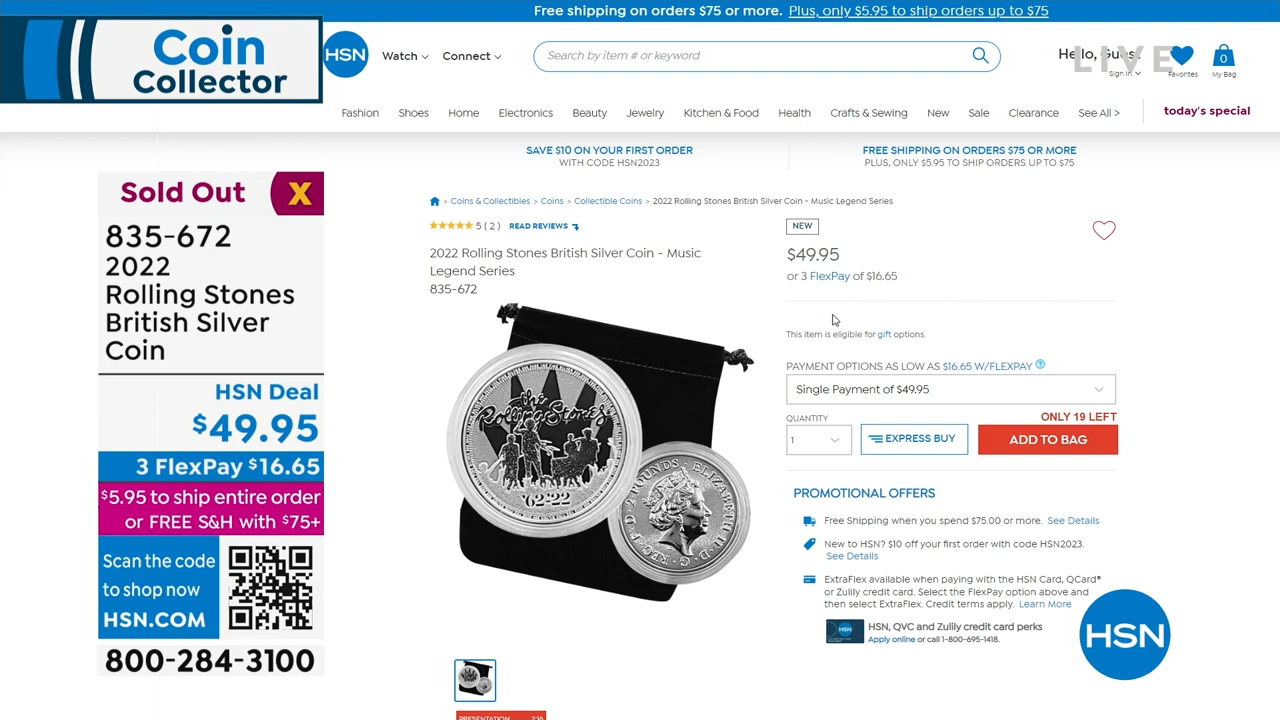 Free shipping on orders $75 or more. Plus, only $5.95 to ship orders up to $75
Coin
Collector
HSN
Watch
Connect
Search by item # or keyword
Hello, Guest
LIVE
Sign In
Favorites
0
My Bag
Fashion
Shoes
Home
Electronics
Beauty
Jewelry
Kitchen & Food
Health
Crafts & Sewing
New
Sale
Clearance
See All >
today's special
SAVE $10 ON YOUR FIRST ORDER
WITH CODE HSN2023
FREE SHIPPING ON ORDERS $75 OR MORE
PLUS, ONLY $5.95 TO SHIP ORDERS UP TO $75
Sold Out X
835-672
2022
Rolling Stones
British Silver
Coin
HSN Deal
$49.95
3 FlexPay $16.65
$5.95 to ship entire order
or FREE S&H with $75+
Scan the code
to shop now
HSN.COM
800-284-3100
> Coins & Collectibles > Coins > Collectible Coins > 2022 Rolling Stones British Silver Coin - Music Legend Series
5 ( 2 ) READ REVIEWS
2022 Rolling Stones British Silver Coin - Music
Legend Series
835-672
the
Rolling Stones
'62-'22
2 POUNDS · ELIZABETH II · D · G · REG · F · D
NEW
$49.95
or 3 FlexPay of $16.65
This item is eligible for gift options.
PAYMENT OPTIONS AS LOW AS $16.65 W/FLEXPAY ?
Single Payment of $49.95
QUANTITY
ONLY 19 LEFT
1
EXPRESS BUY
ADD TO BAG
PROMOTIONAL OFFERS
Free Shipping when you spend $75.00 or more. See Details
New to HSN? $10 off your first order with code HSN2023.
See Details
ExtraFlex available when paying with the HSN Card, QCard®
or Zulily credit card. Select the FlexPay option above and
then select ExtraFlex. Credit terms apply. Learn More
HSN, QVC and Zulily credit card perks
Apply online or call 1-800-695-1418.
HSN
PRESENTATION 2:16